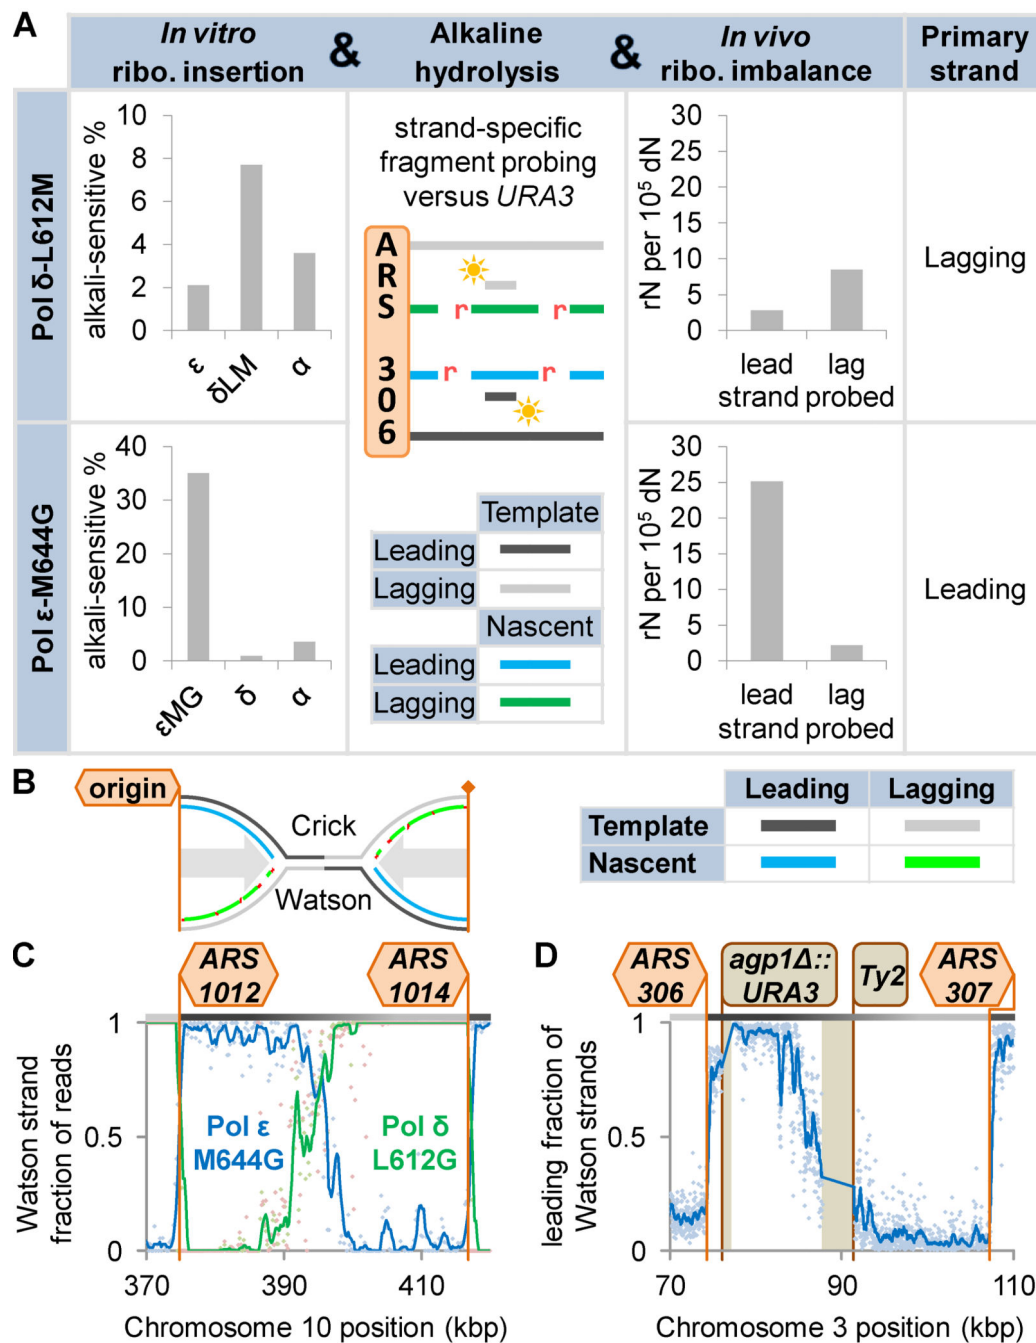 A
In vitro
ribo. insertion
&
Alkaline
hydrolysis
&
In vivo
ribo. imbalance
Primary
strand
Pol δ-L612M
alkali-sensitive %
10
8
6
4
2
0
ε
δLM
α
strand-specific
fragment probing
versus URA3
A
R
S
3
0
6
r
r
r
r
rN per 10⁵ dN
30
25
20
15
10
5
0
lead
lag
strand probed
Lagging
Pol ε-M644G
alkali-sensitive %
40
30
20
10
0
εMG
δ
α
Template
Leading
Lagging
Nascent
Leading
Lagging
rN per 10⁵ dN
30
25
20
15
10
5
0
lead
lag
strand probed
Leading
B
origin
Crick
Watson
Leading
Lagging
Template
Nascent
C
ARS
1012
ARS
1014
Watson strand
fraction of reads
1
0.5
0
Pol ε
M644G
Pol δ
L612G
370
390
410
Chromosome 10 position (kbp)
D
ARS
306
agp1Δ::
URA3
Ty2
ARS
307
leading fraction of
Watson strands
1
0.5
0
70
90
110
Chromosome 3 position (kbp)